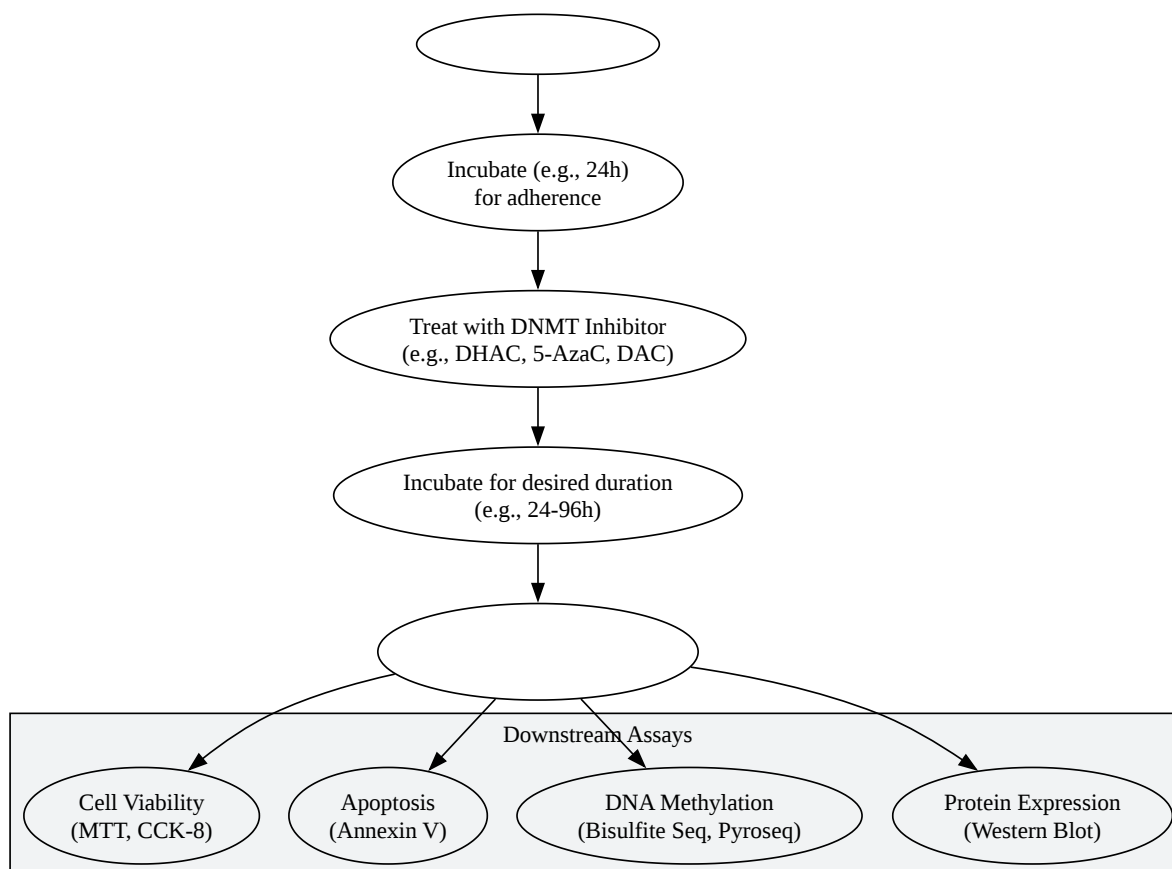 Incubate (e.g., 24h)
for adherence
Treat with DNMT Inhibitor
(e.g., DHAC, 5-AzaC, DAC)
Incubate for desired duration
(e.g., 24-96h)
Downstream Assays
Cell Viability
(MTT, CCK-8)
Apoptosis
(Annexin V)
DNA Methylation
(Bisulfite Seq, Pyroseq)
Protein Expression
(Western Blot)